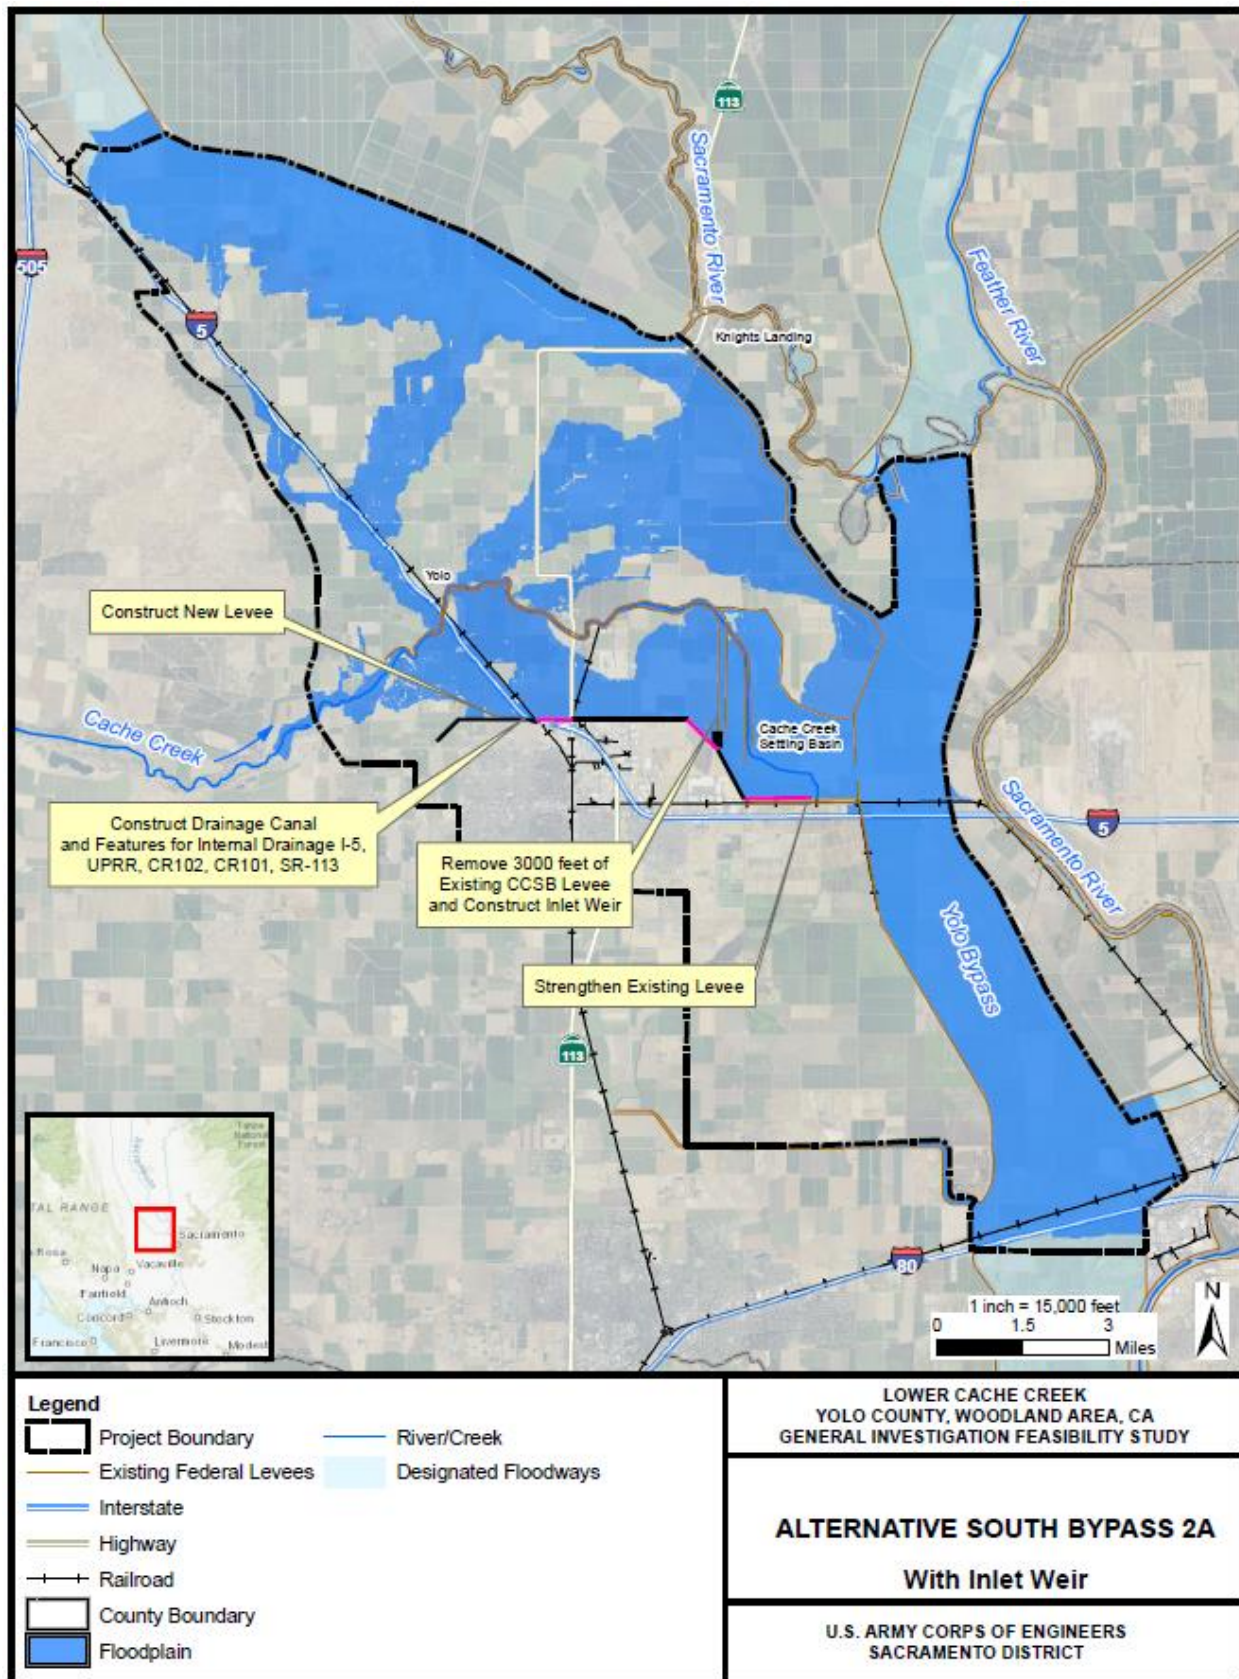 113
Sacramento River
505
Feather River
5
Knights Landing
Yolo
Construct New Levee
Cache Creek
Cache Creek
Setting Basin
Construct Drainage Canal
and Features for Internal Drainage I-5,
UPRR, CR102, CR101, SR-113
Remove 3000 feet of
Existing CCSB Levee
and Construct Inlet Weir
5
Sacramento River
Yolo Bypass
Strengthen Existing Levee
113
TAL RANGE
Sacramento
Napa
Vacaville
Fairfield
Antioch
Concord
Stockton
Francisco
Livermore
80
N
1 inch = 15,000 feet
0 1.5 3
Miles
Legend
Project Boundary
Existing Federal Levees
Interstate
Highway
Railroad
County Boundary
Floodplain
River/Creek
Designated Floodways
LOWER CACHE CREEK
YOLO COUNTY, WOODLAND AREA, CA
GENERAL INVESTIGATION FEASIBILITY STUDY
ALTERNATIVE SOUTH BYPASS 2A
With Inlet Weir
U.S. ARMY CORPS OF ENGINEERS
SACRAMENTO DISTRICT